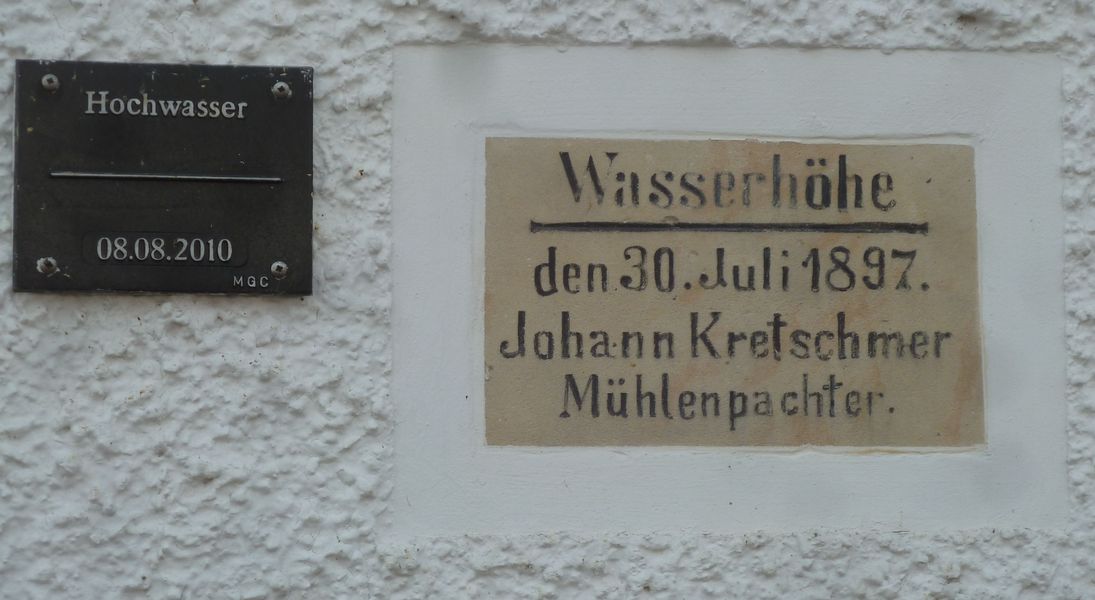 Hochwasser
08.08.2010
MGC
Wasserhöhe
den 30. Juli 1897.
Johann Kretschmer
Mühlenpachter.